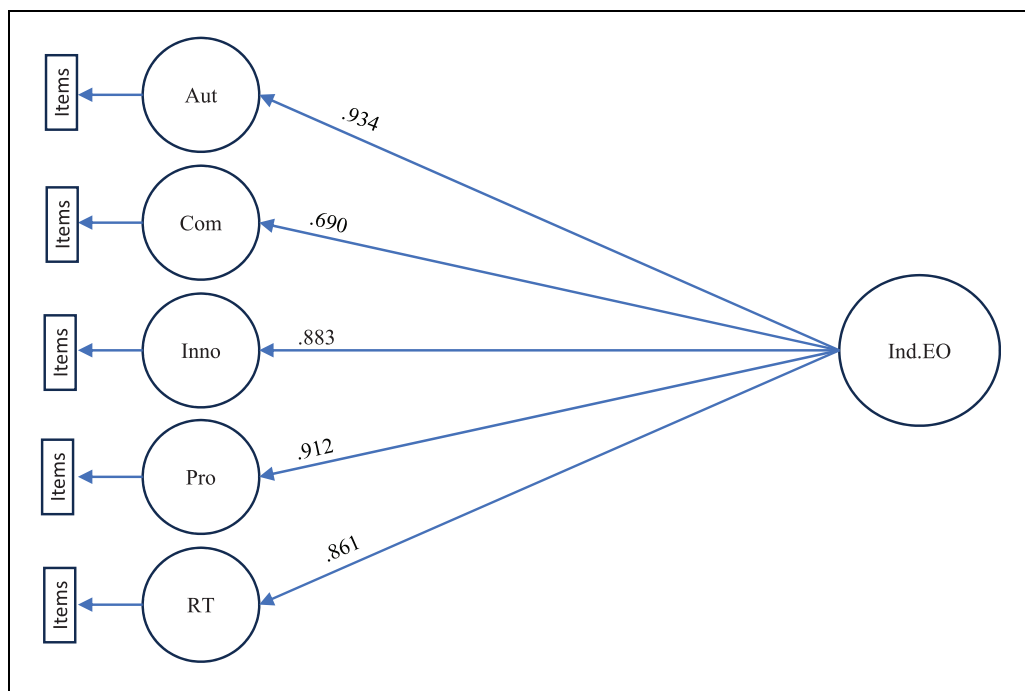 Items
Aut
.934
Items
Com
.690
Items
Inno
.883
Ind.EO
Items
Pro
.912
Items
RT
.861